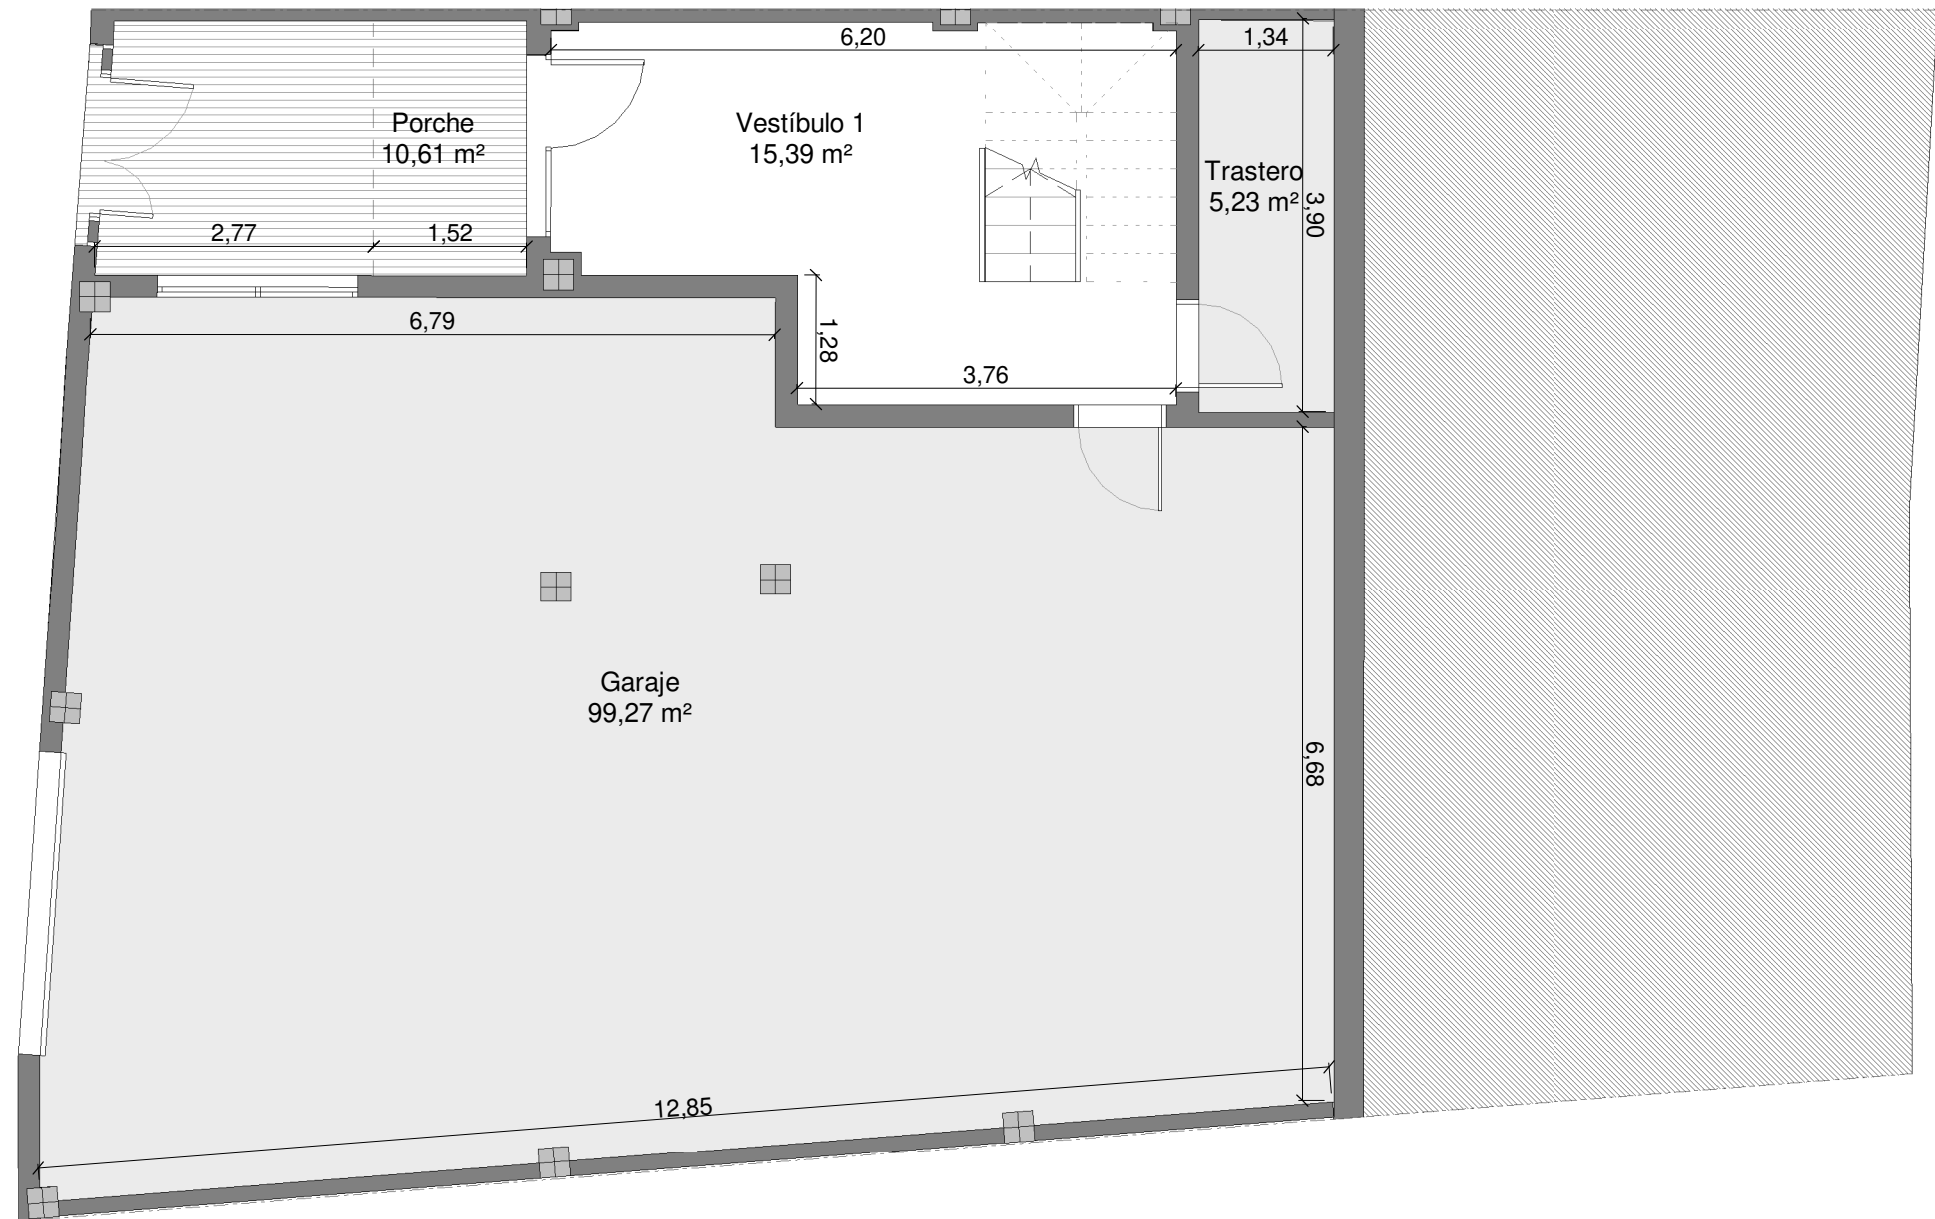 6,20
1,34
Porche
10,61 m²
Vestíbulo 1
15,39 m²
Trastero
5,23 m²
3,90
2,77
1,52
6,79
1,28
3,76
Garaje
99,27 m²
6,68
12,85